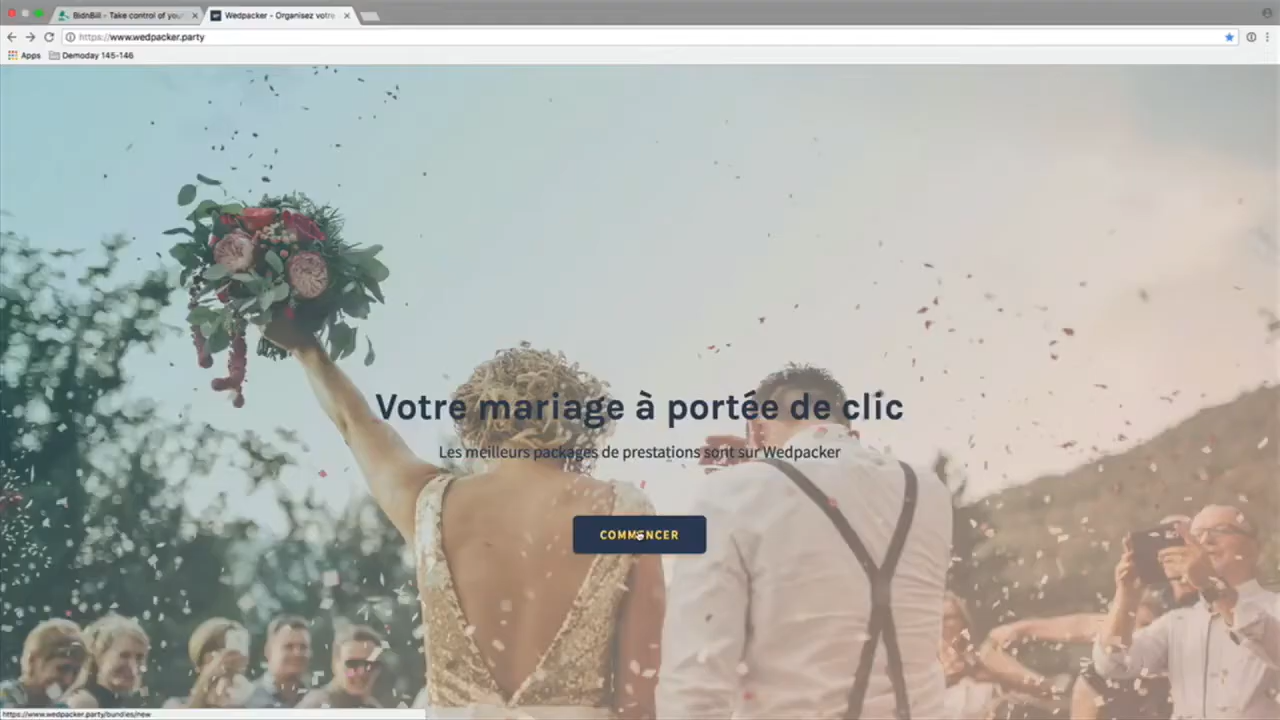 BidnBill - Take control of you
Wedpacker - Organisez votre
https://www.wedpacker.party
Apps
Demoday 145-146
Votre mariage à portée de clic
Les meilleurs packages de prestations sont sur Wedpacker
COMMENCER
https://www.wedpacker.party/bundles/new